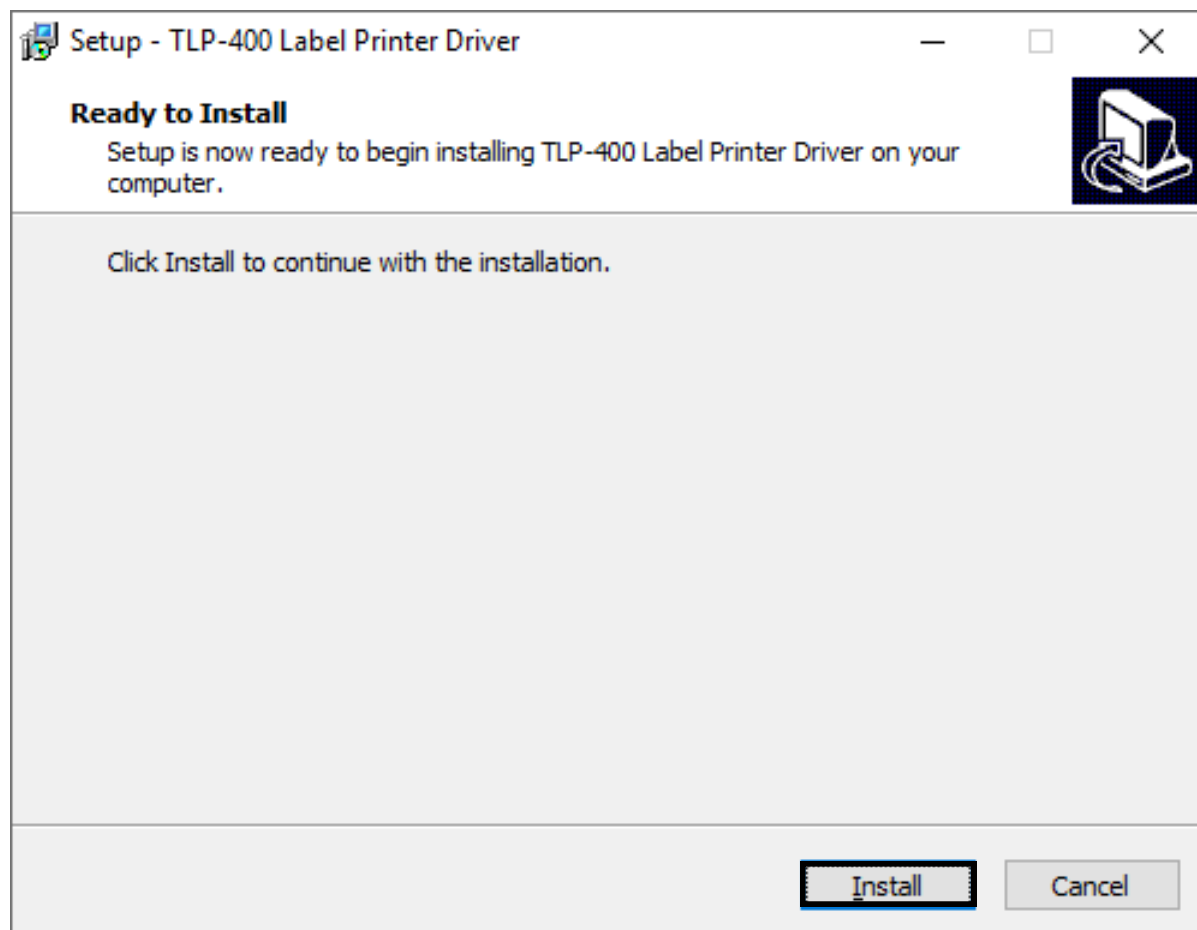 Setup - TLP-400 Label Printer Driver
Ready to Install
Setup is now ready to begin installing TLP-400 Label Printer Driver on your
computer.
Click Install to continue with the installation.
Install
Cancel